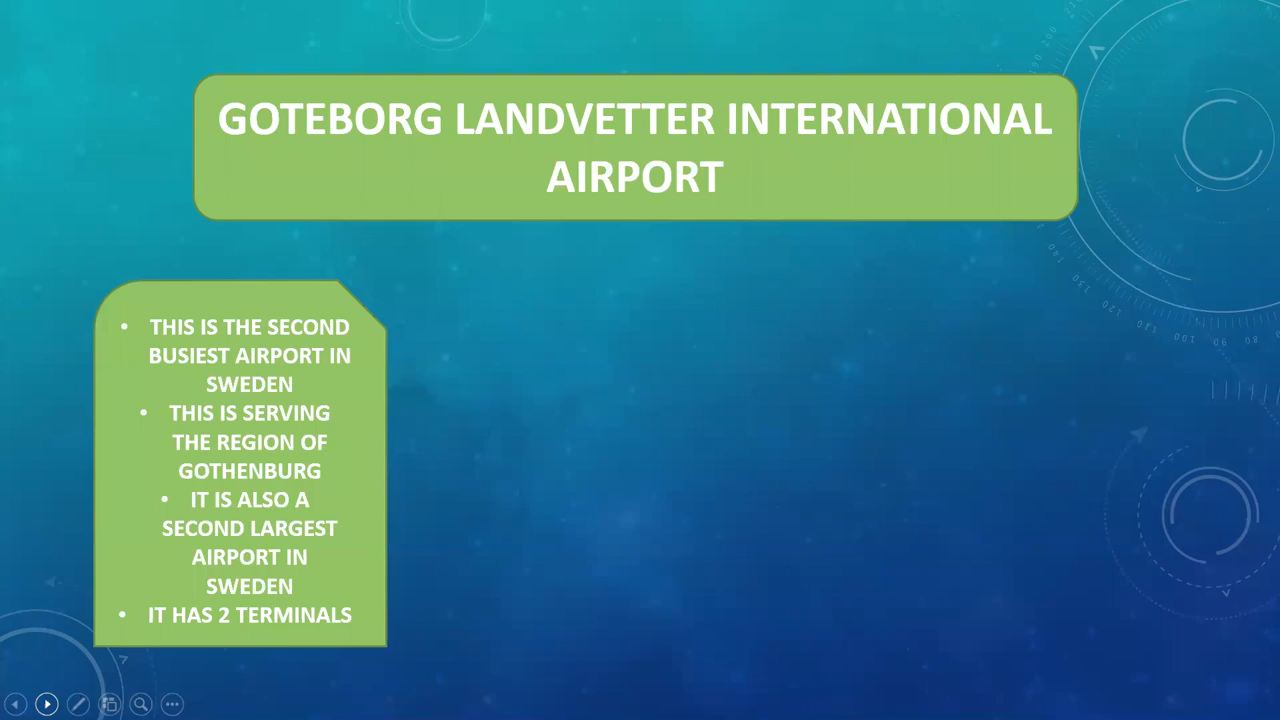 GOTEBORG LANDVETTER INTERNATIONAL
AIRPORT
• THIS IS THE SECOND
BUSIEST AIRPORT IN
SWEDEN
• THIS IS SERVING
THE REGION OF
GOTHENBURG
• IT IS ALSO A
SECOND LARGEST
AIRPORT IN
SWEDEN
• IT HAS 2 TERMINALS